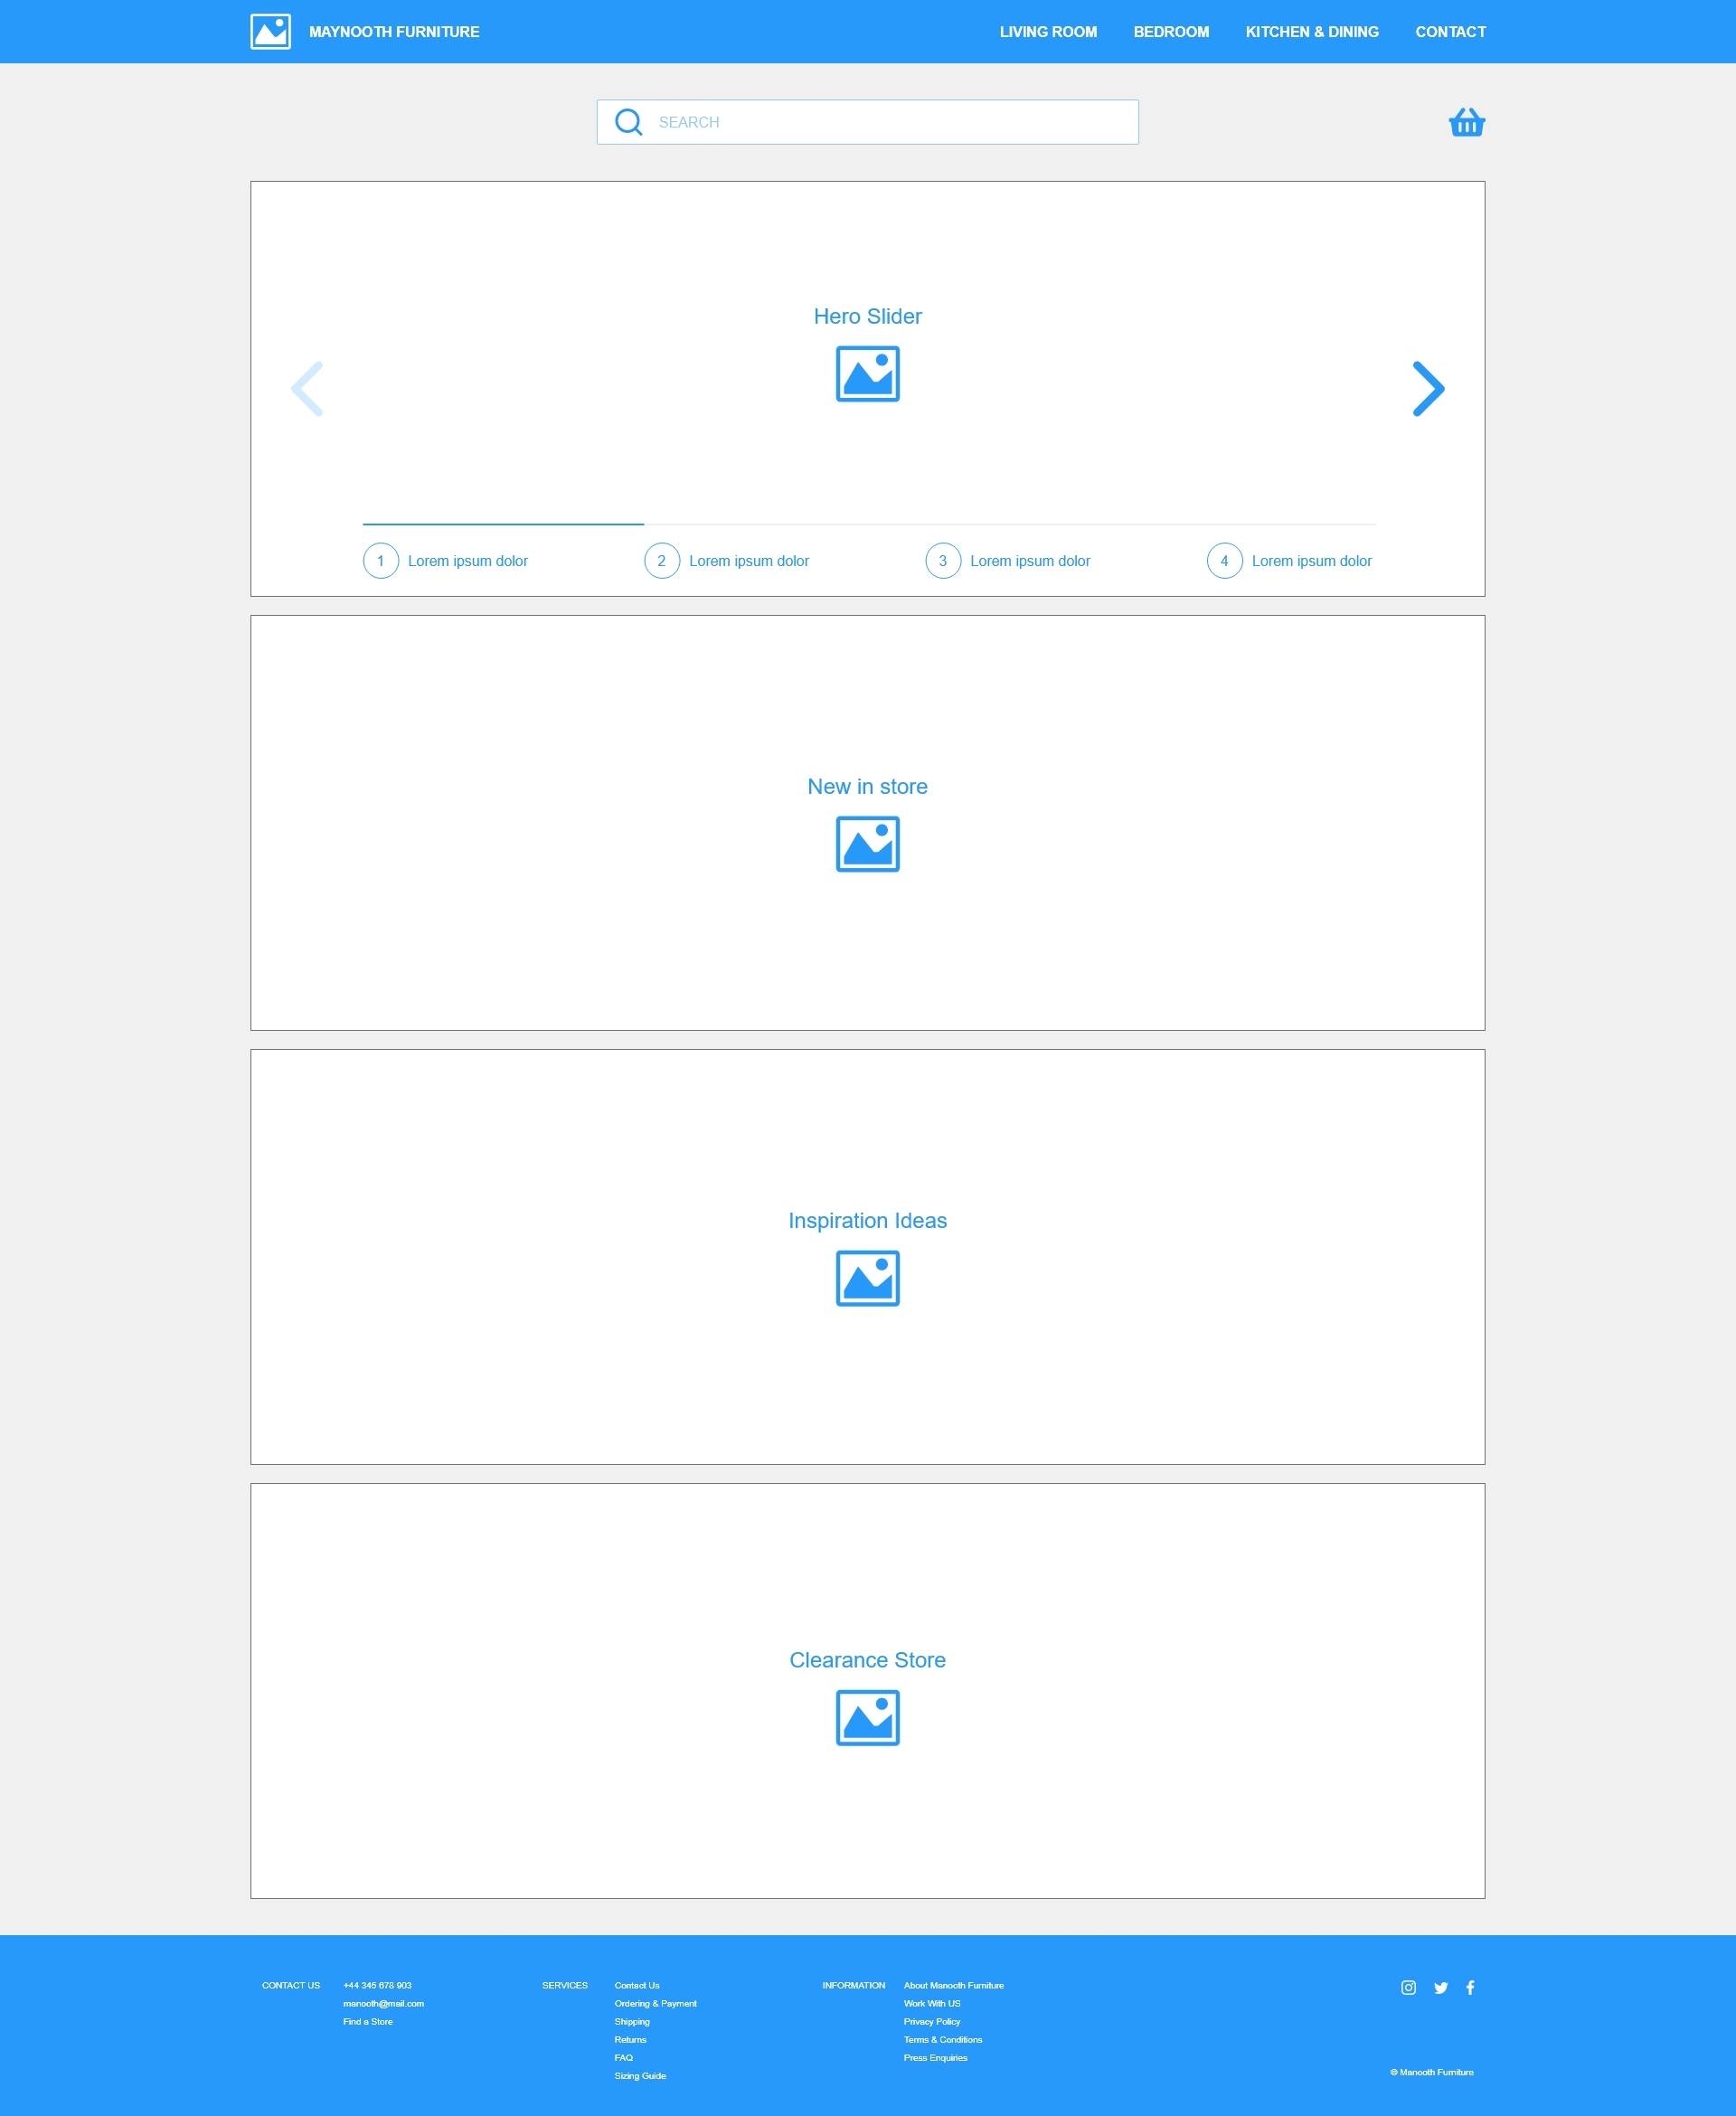 MAYNOOTH FURNITURE
LIVING ROOM BEDROOM KITCHEN & DINING CONTACT
SEARCH
Hero Slider
1 Lorem ipsum dolor
2 Lorem ipsum dolor
3 Lorem ipsum dolor
4 Lorem ipsum dolor
New in store
Inspiration Ideas
Clearance Store
CONTACT US
+44 345 678 903
manooth@mail.com
Find a Store
SERVICES
Contact Us
Ordering & Payment
Shipping
Returns
FAQ
Sizing Guide
INFORMATION
About Manooth Furniture
Work With US
Privacy Policy
Terms & Conditions
Press Enquiries
© Manooth Furniture